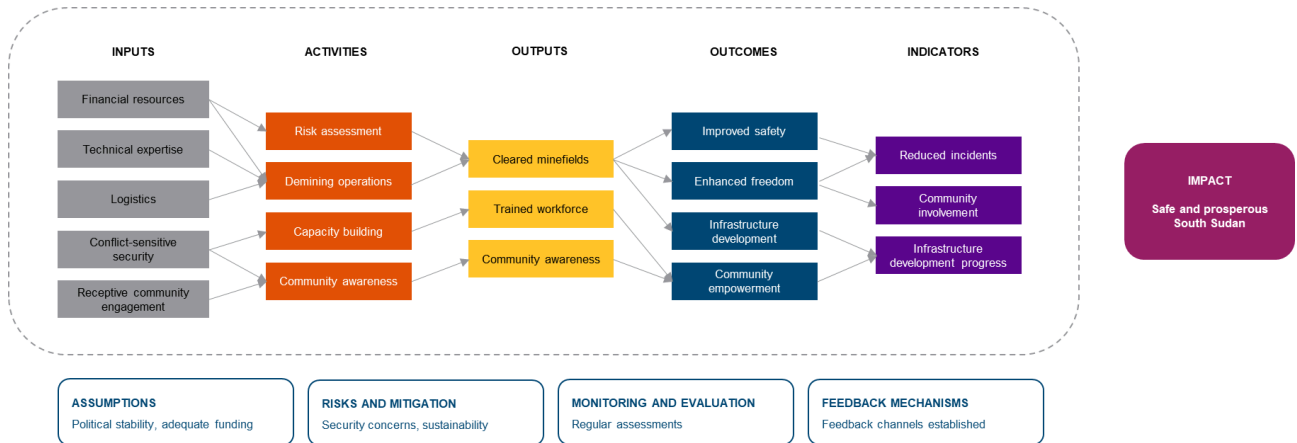 INPUTS
ACTIVITIES
OUTPUTS
OUTCOMES
INDICATORS
Financial resources
Technical expertise
Logistics
Conflict-sensitive
security
Receptive community
engagement
Risk assessment
Demining operations
Capacity building
Community awareness
Cleared minefields
Trained workforce
Community awareness
Improved safety
Enhanced freedom
Infrastructure
development
Community
empowerment
Reduced incidents
Community
involvement
Infrastructure
development progress
IMPACT
Safe and prosperous
South Sudan
ASSUMPTIONS
Political stability, adequate funding
RISKS AND MITIGATION
Security concerns, sustainability
MONITORING AND EVALUATION
Regular assessments
FEEDBACK MECHANISMS
Feedback channels established